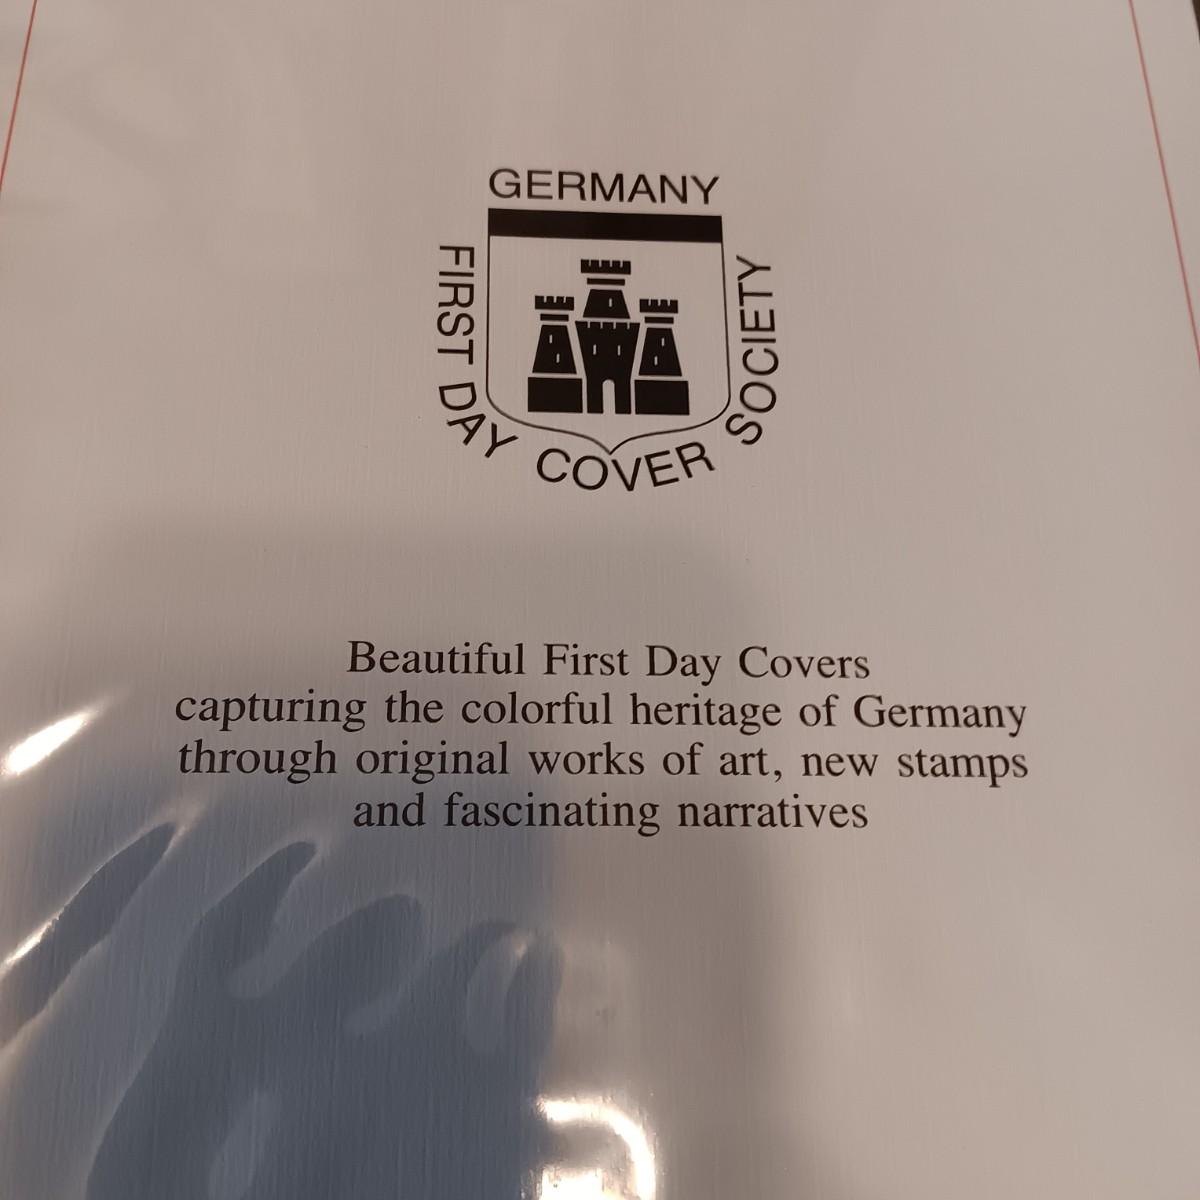 GERMANY
FIRST DAY COVER SOCIETY
Beautiful First Day Covers
capturing the colorful heritage of Germany
through original works of art, new stamps
and fascinating narratives